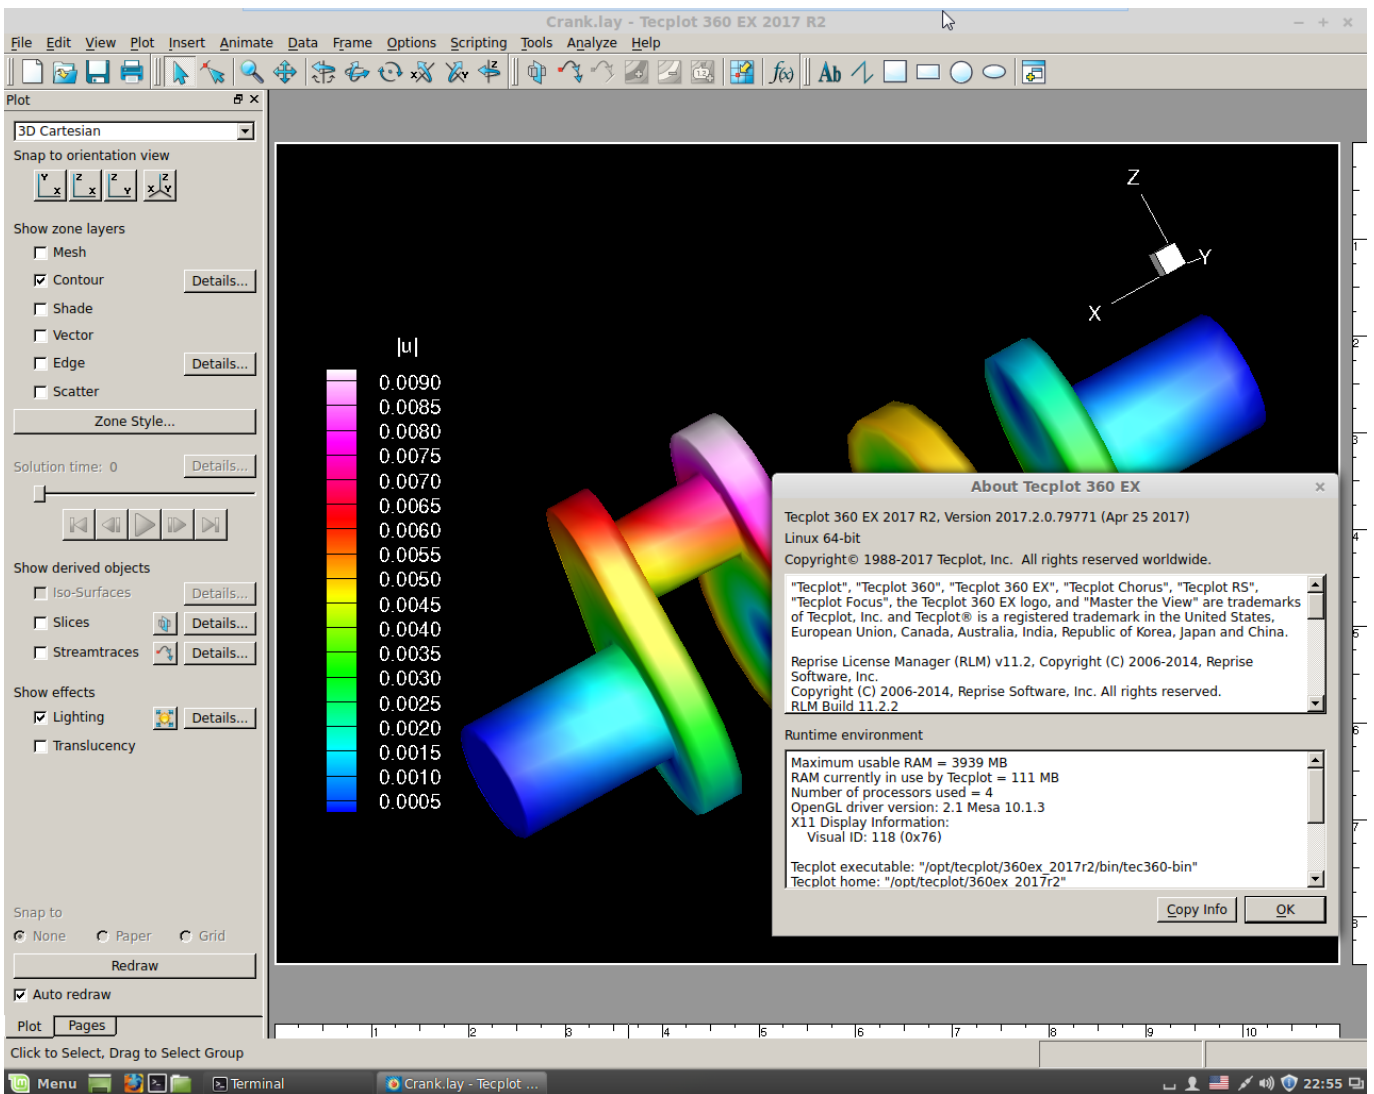 Crank.lay - Tecplot 360 EX 2017 R2
File Edit View Plot Insert Animate Data Frame Options Scripting Tools Analyze Help
Ab
f(x)
Plot
3D Cartesian
Snap to orientation view
Y X Z X Z Y X Z Y
Show zone layers
Mesh
Contour Details...
Shade
Vector
Edge Details...
Scatter
Zone Style...
Solution time: 0 Details...
Show derived objects
Iso-Surfaces Details...
Slices Details...
Streamtraces Details...
Show effects
Lighting Details...
Translucency
Snap to
None Paper Grid
Redraw
Auto redraw
Plot Pages
Click to Select, Drag to Select Group
Z
Y
X
|u|
0.0090
0.0085
0.0080
0.0075
0.0070
0.0065
0.0060
0.0055
0.0050
0.0045
0.0040
0.0035
0.0030
0.0025
0.0020
0.0015
0.0010
0.0005
About Tecplot 360 EX
Tecplot 360 EX 2017 R2, Version 2017.2.0.79771 (Apr 25 2017)
Linux 64-bit
Copyright© 1988-2017 Tecplot, Inc. All rights reserved worldwide.
"Tecplot", "Tecplot 360", "Tecplot 360 EX", "Tecplot Chorus", "Tecplot RS",
"Tecplot Focus", the Tecplot 360 EX logo, and "Master the View" are trademarks
of Tecplot, Inc. and Tecplot® is a registered trademark in the United States,
European Union, Canada, Australia, India, Republic of Korea, Japan and China.
Reprise License Manager (RLM) v11.2, Copyright (C) 2006-2014, Reprise
Software, Inc.
Copyright (C) 2006-2014, Reprise Software, Inc. All rights reserved.
RLM Build 11.2.2
Runtime environment
Maximum usable RAM = 3939 MB
RAM currently in use by Tecplot = 111 MB
Number of processors used = 4
OpenGL driver version: 2.1 Mesa 10.1.3
X11 Display Information:
Visual ID: 118 (0x76)
Tecplot executable: "/opt/tecplot/360ex_2017r2/bin/tec360-bin"
Tecplot home: "/opt/tecplot/360ex_2017r2"
Copy Info OK
1
2
3
4
5
6
7
8
1 2 3 4 5 6 7 8 9 10
Menu Terminal Crank.lay - Tecplot ... 22:55